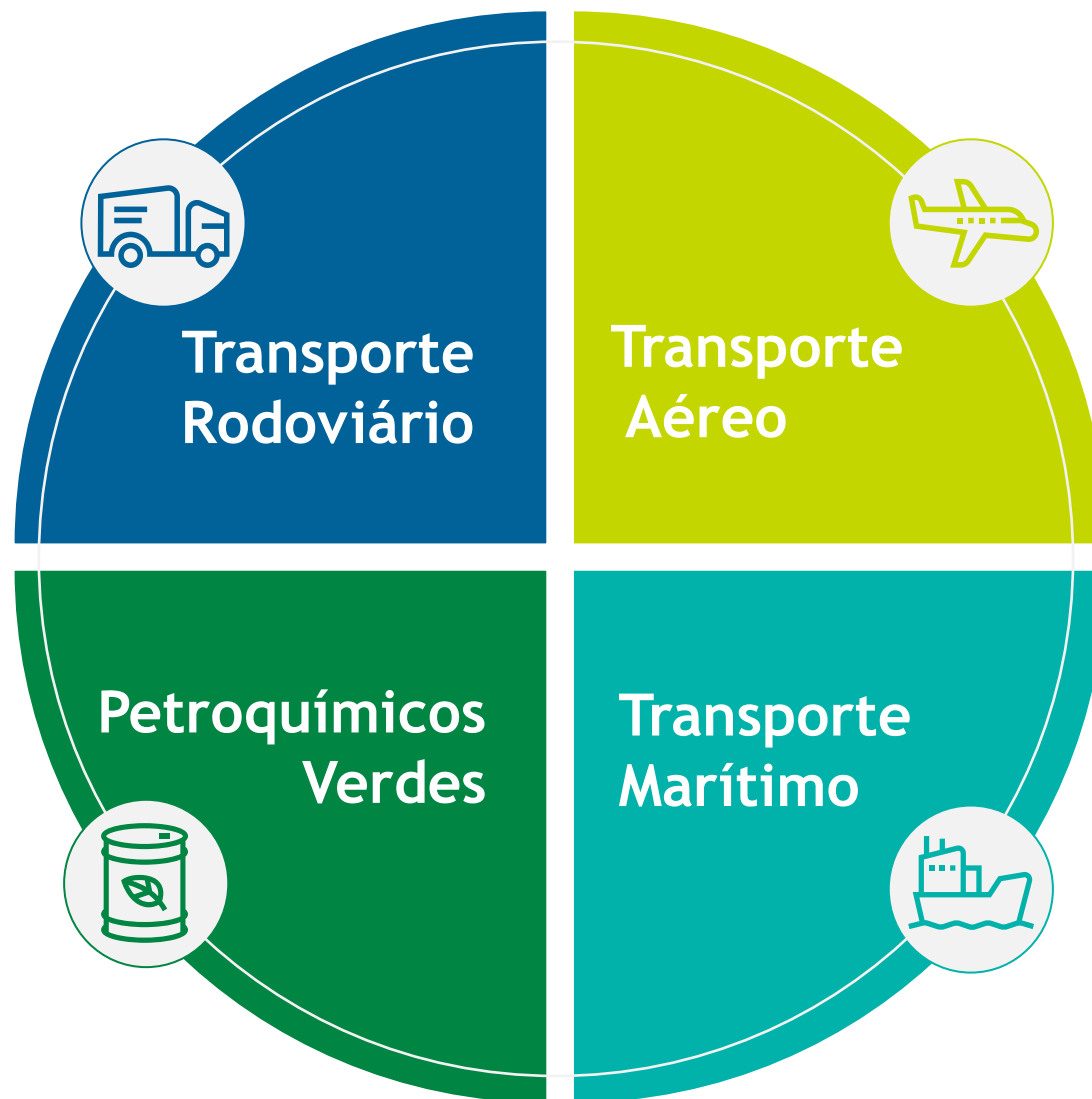 Transporte
Rodoviário
Transporte
Aéreo
Petroquímicos
Verdes
Transporte
Marítimo